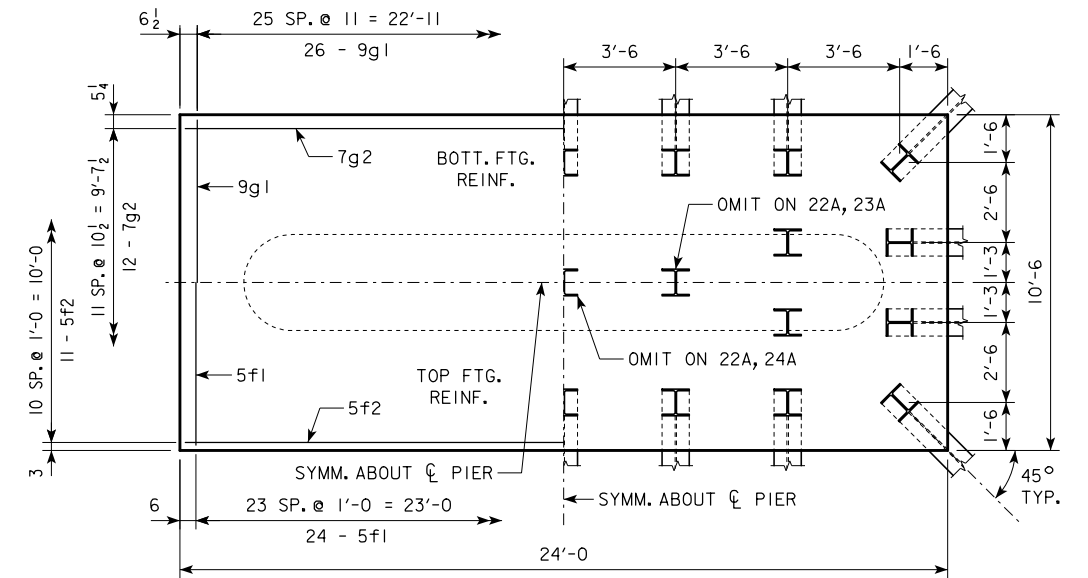 6½
25 SP. @ 11 = 22'-11
26 - 9g1
3'-6
3'-6
3'-6
1'-6
5¼
7g2
BOTT. FTG.
REINF.
9g1
OMIT ON 22A, 23A
11 SP. @ 10½ = 9'-7½
12 - 7g2
10 SP. @ 1'-0 = 10'-0
11 - 5f2
1'-6
2'-6
1'-3
1'-3
2'-6
1'-6
10'-6
OMIT ON 22A, 24A
5f1
TOP FTG.
REINF.
5f2
3
SYMM. ABOUT ℄ PIER
SYMM. ABOUT ℄ PIER
45°
TYP.
6
23 SP. @ 1'-0 = 23'-0
24 - 5f1
24'-0